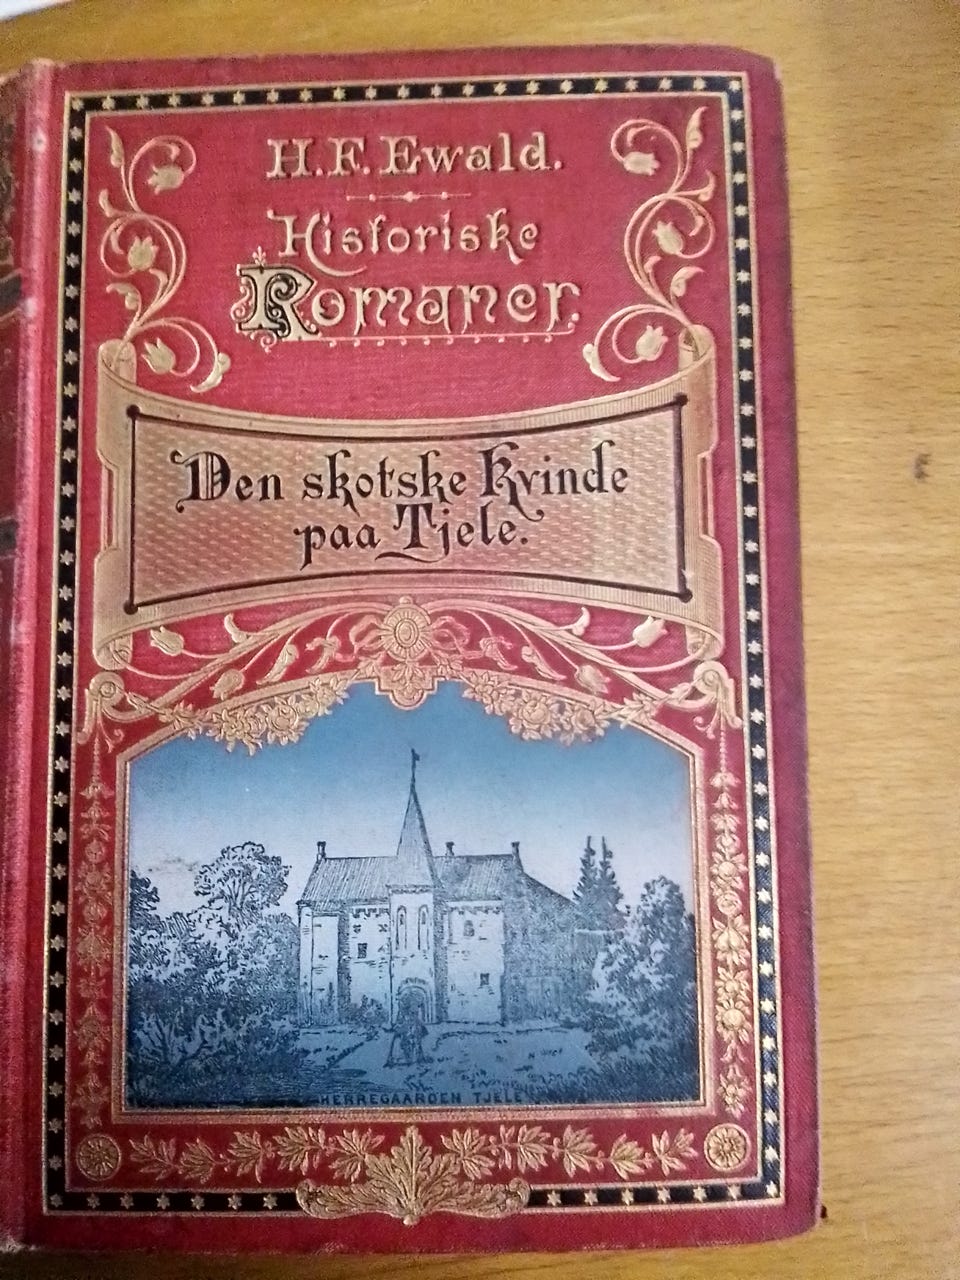 H. F. Ewald.
Historiske
Romaner.
Den skotske Kvinde
paa Tjele.
HERREGAARDEN TJELE